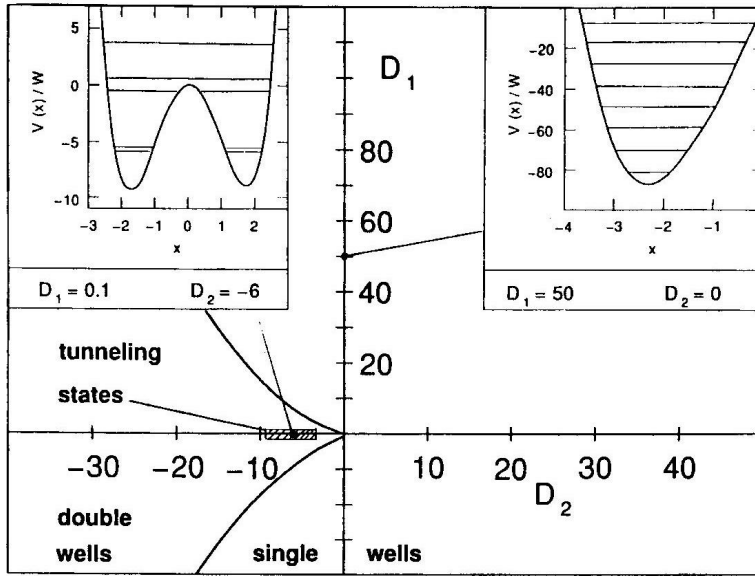 5
0
-5
-10
V (x) / W
-3 -2 -1 0 1 2
x
D1 = 0.1 D2 = -6
D1
80
70
60
40
20
-20
-40
-60
-80
V (x) / W
-4 -3 -2 -1
x
D1 = 50 D2 = 0
tunneling
states
-30 -20 -10 10 20 30 40
D2
double
wells single wells